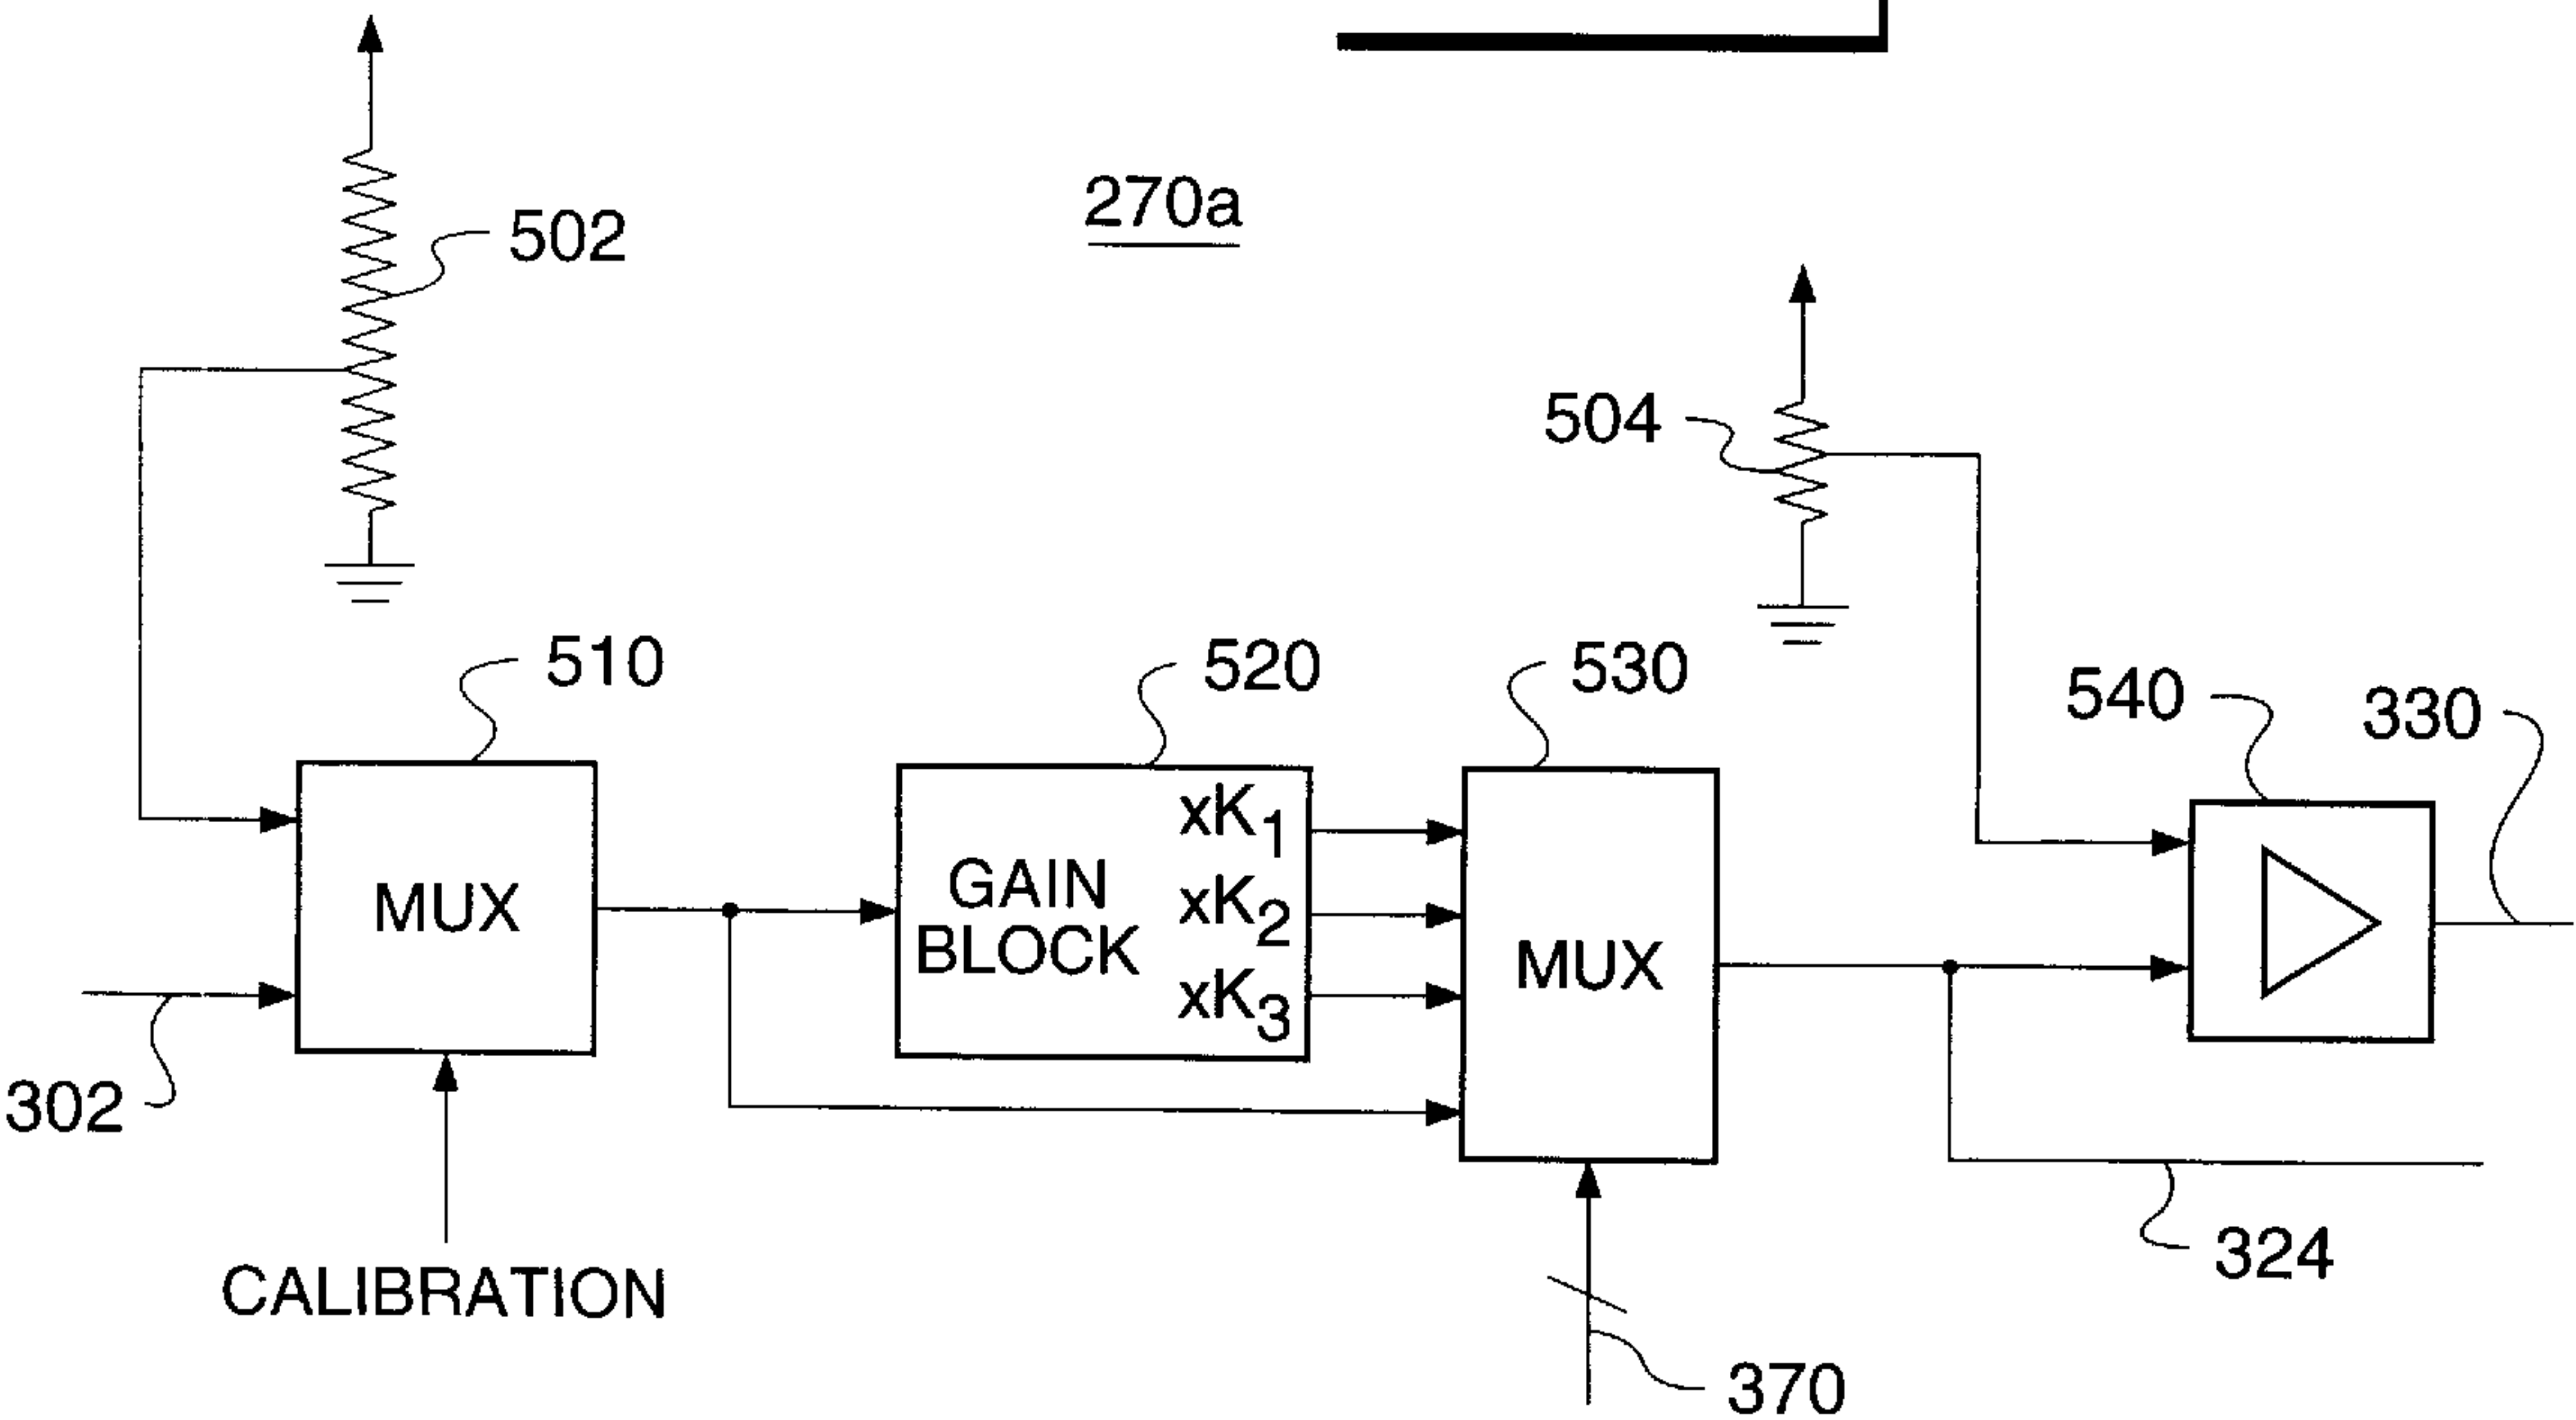 270a
502
504
510
520
530
540
330
MUX
GAIN
BLOCK
xK1
xK2
xK3
MUX
302
CALIBRATION
324
370